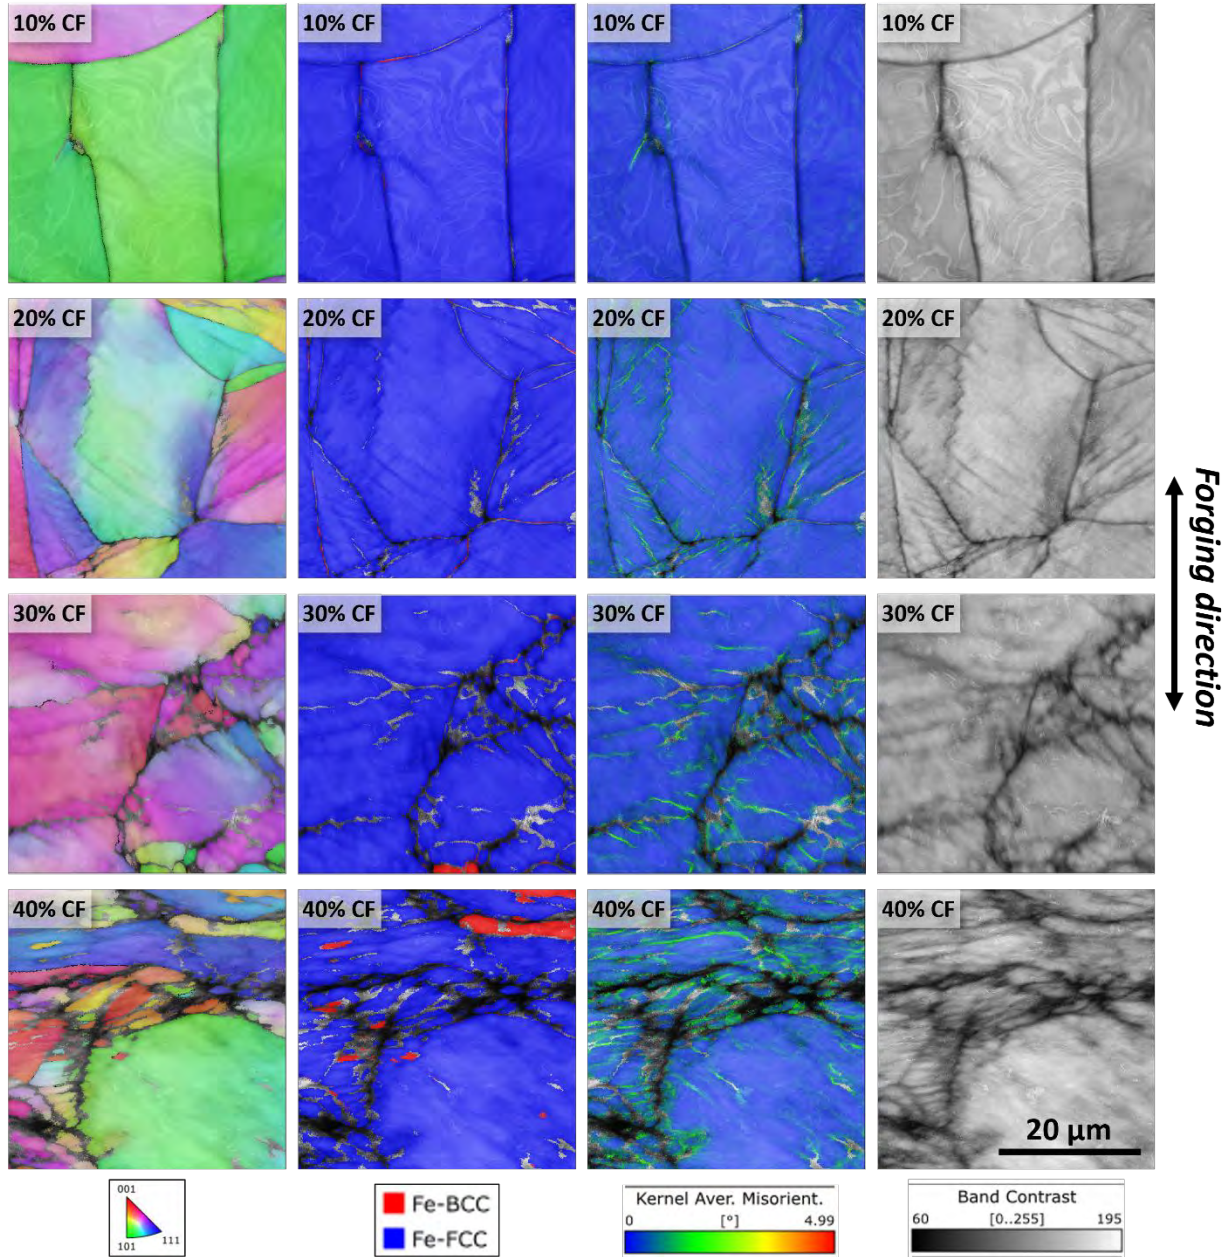 10% CF
10% CF
10% CF
10% CF
20% CF
20% CF
20% CF
20% CF
30% CF
30% CF
30% CF
30% CF
40% CF
40% CF
40% CF
40% CF
Forging direction
20 µm
001
101
111
Fe-BCC
Fe-FCC
Kernel Aver. Misorient.
0 [°] 4.99
Band Contrast
60 [0..255] 195